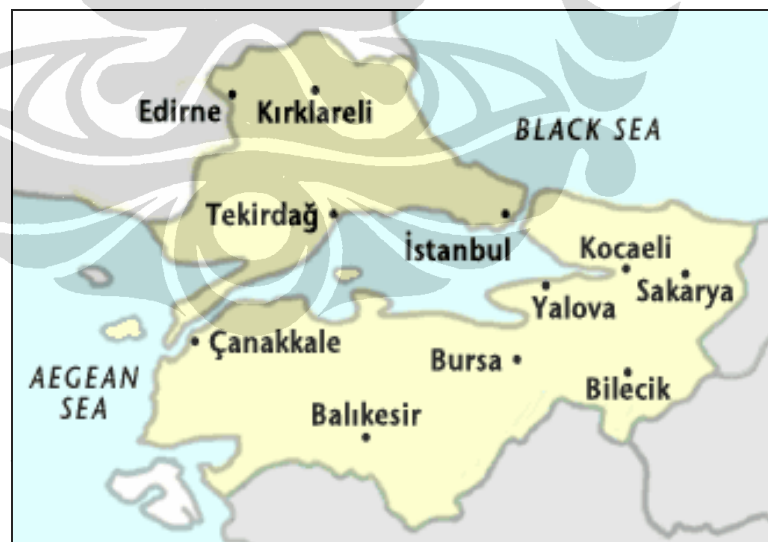 Edirne
Kırklareli
BLACK SEA
Tekirdağ
İstanbul
Kocaeli
Sakarya
Yalova
Çanakkale
Bursa
AEGEAN
SEA
Bilecik
Balıkesir